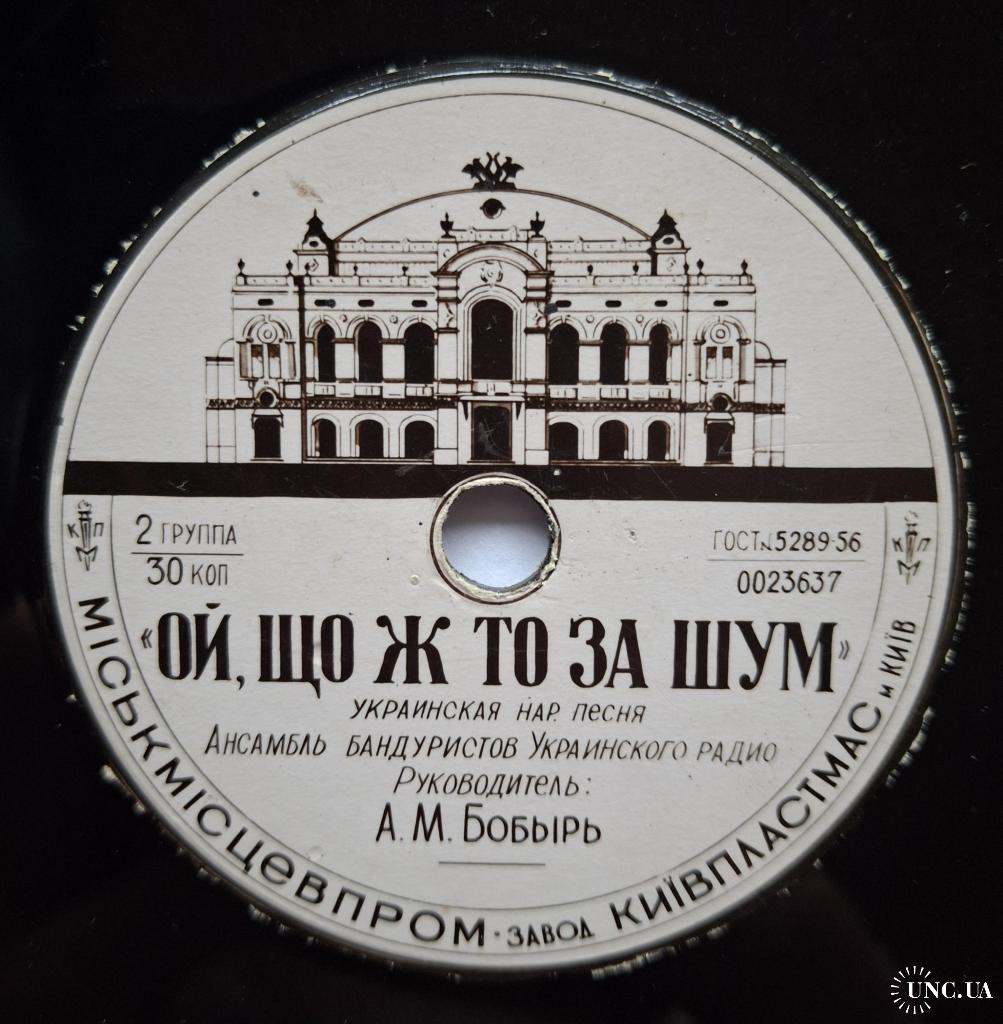 К П
2 ГРУППА
30 КОП
ГОСТ№5289-56
0023637
К П
«ОЙ, ЩО Ж ТО ЗА ШУМ»
УКРАИНСКАЯ НАР. ПЕСНЯ
АНСАМБЛЬ БАНДУРИСТОВ УКРАИНСКОГО РАДИО
РУКОВОДИТЕЛЬ:
А. М. БОБЫРЬ
МІСЬКМІСЦЕВПРОМ · ЗАВОД КИЇВПЛАСТМАС м КИЇВ
UNC.UA